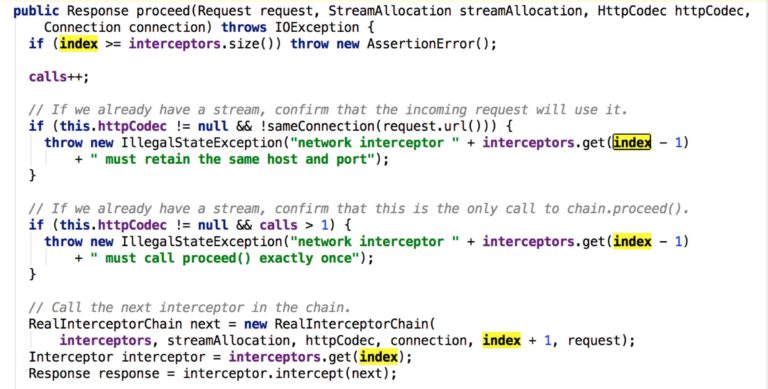 public Response proceed(Request request, StreamAllocation streamAllocation, HttpCodec httpCodec,
    Connection connection) throws IOException {
  if (index >= interceptors.size()) throw new AssertionError();

  calls++;

  // If we already have a stream, confirm that the incoming request will use it.
  if (this.httpCodec != null && !sameConnection(request.url())) {
    throw new IllegalStateException("network interceptor " + interceptors.get(index - 1)
        + " must retain the same host and port");
  }

  // If we already have a stream, confirm that this is the only call to chain.proceed().
  if (this.httpCodec != null && calls > 1) {
    throw new IllegalStateException("network interceptor " + interceptors.get(index - 1)
        + " must call proceed() exactly once");
  }

  // Call the next interceptor in the chain.
  RealInterceptorChain next = new RealInterceptorChain(
      interceptors, streamAllocation, httpCodec, connection, index + 1, request);
  Interceptor interceptor = interceptors.get(index);
  Response response = interceptor.intercept(next);